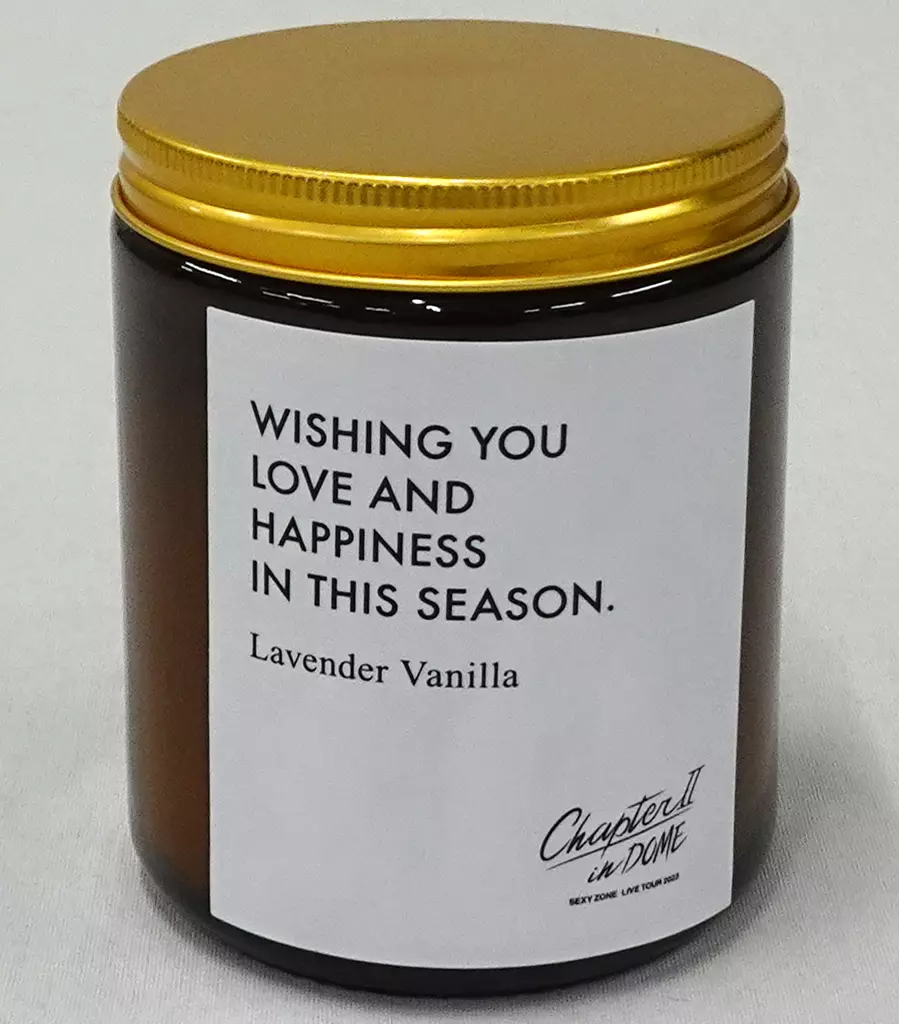 WISHING YOU
LOVE AND
HAPPINESS
IN THIS SEASON.
Lavender Vanilla
Chapter II
in DOME
SEXY ZONE LIVE TOUR 2023